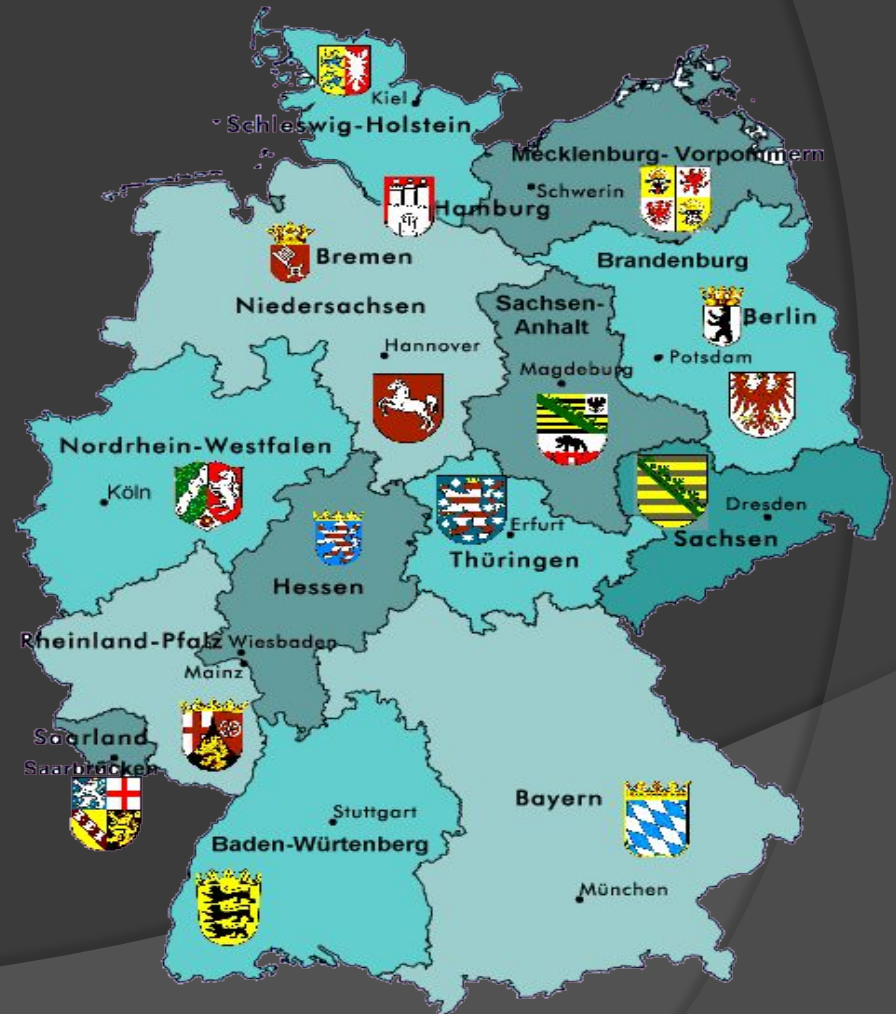 Kiel
Schleswig-Holstein
Mecklenburg- Vorpommern
Schwerin
Hamburg
Bremen
Brandenburg
Niedersachsen
Sachsen-
Anhalt
Berlin
Hannover
Potsdam
Magdeburg
Nordrhein-Westfalen
Köln
Dresden
Erfurt
Sachsen
Thüringen
Hessen
Rheinland-Pfalz
Wiesbaden
Mainz
Saarland
Saarbrücken
Bayern
Stuttgart
Baden-Würtenberg
München